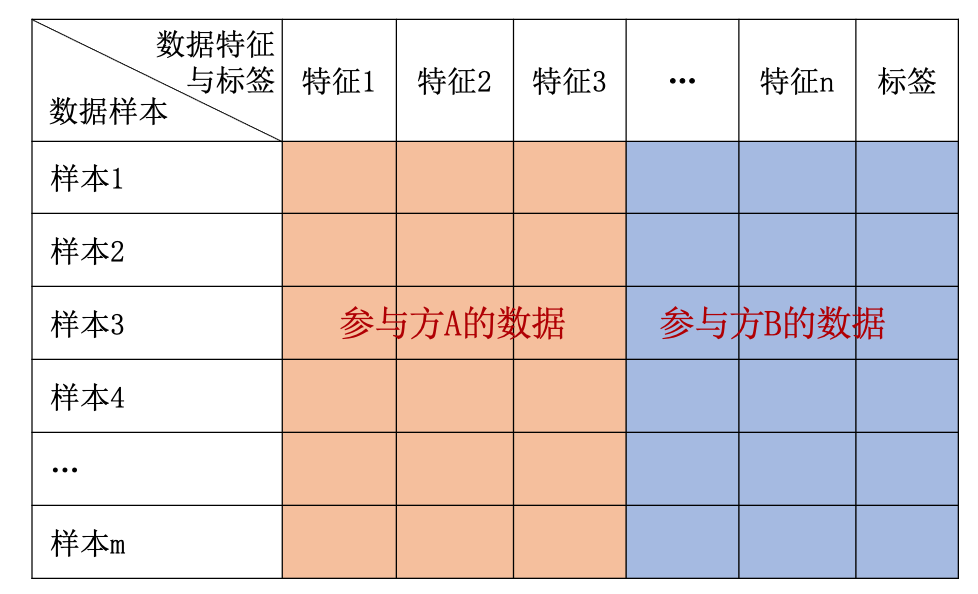 数据特征
与标签
数据样本
特征1
特征2
特征3
…
特征n
标签
样本1
样本2
样本3
参与方A的数据
参与方B的数据
样本4
…
样本m